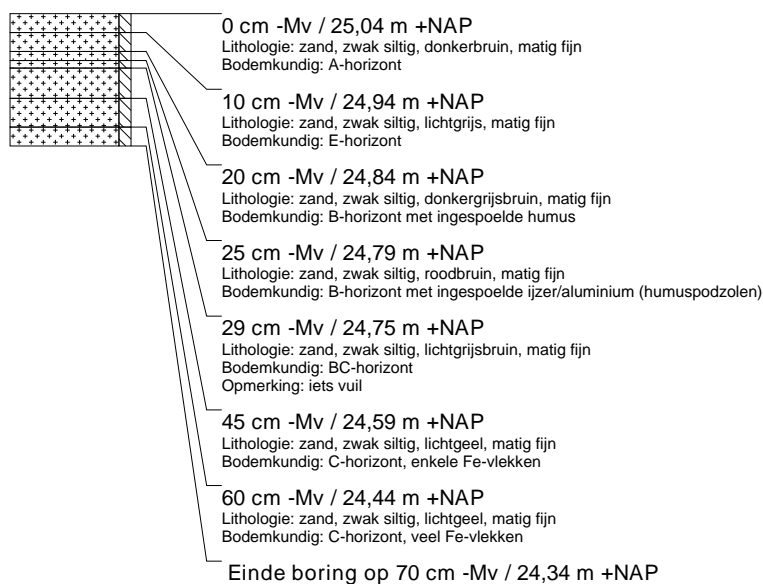 0 cm -Mv / 25,04 m +NAP
Lithologie: zand, zwak siltig, donkerbruin, matig fijn
Bodemkundig: A-horizont
10 cm -Mv / 24,94 m +NAP
Lithologie: zand, zwak siltig, lichtgrijs, matig fijn
Bodemkundig: E-horizont
20 cm -Mv / 24,84 m +NAP
Lithologie: zand, zwak siltig, donkergrijsbruin, matig fijn
Bodemkundig: B-horizont met ingespoelde humus
25 cm -Mv / 24,79 m +NAP
Lithologie: zand, zwak siltig, roodbruin, matig fijn
Bodemkundig: B-horizont met ingespoelde ijzer/aluminium (humuspodzolen)
29 cm -Mv / 24,75 m +NAP
Lithologie: zand, zwak siltig, lichtgrijsbruin, matig fijn
Bodemkundig: BC-horizont
Opmerking: iets vuil
45 cm -Mv / 24,59 m +NAP
Lithologie: zand, zwak siltig, lichtgeel, matig fijn
Bodemkundig: C-horizont, enkele Fe-vlekken
60 cm -Mv / 24,44 m +NAP
Lithologie: zand, zwak siltig, lichtgeel, matig fijn
Bodemkundig: C-horizont, veel Fe-vlekken
Einde boring op 70 cm -Mv / 24,34 m +NAP